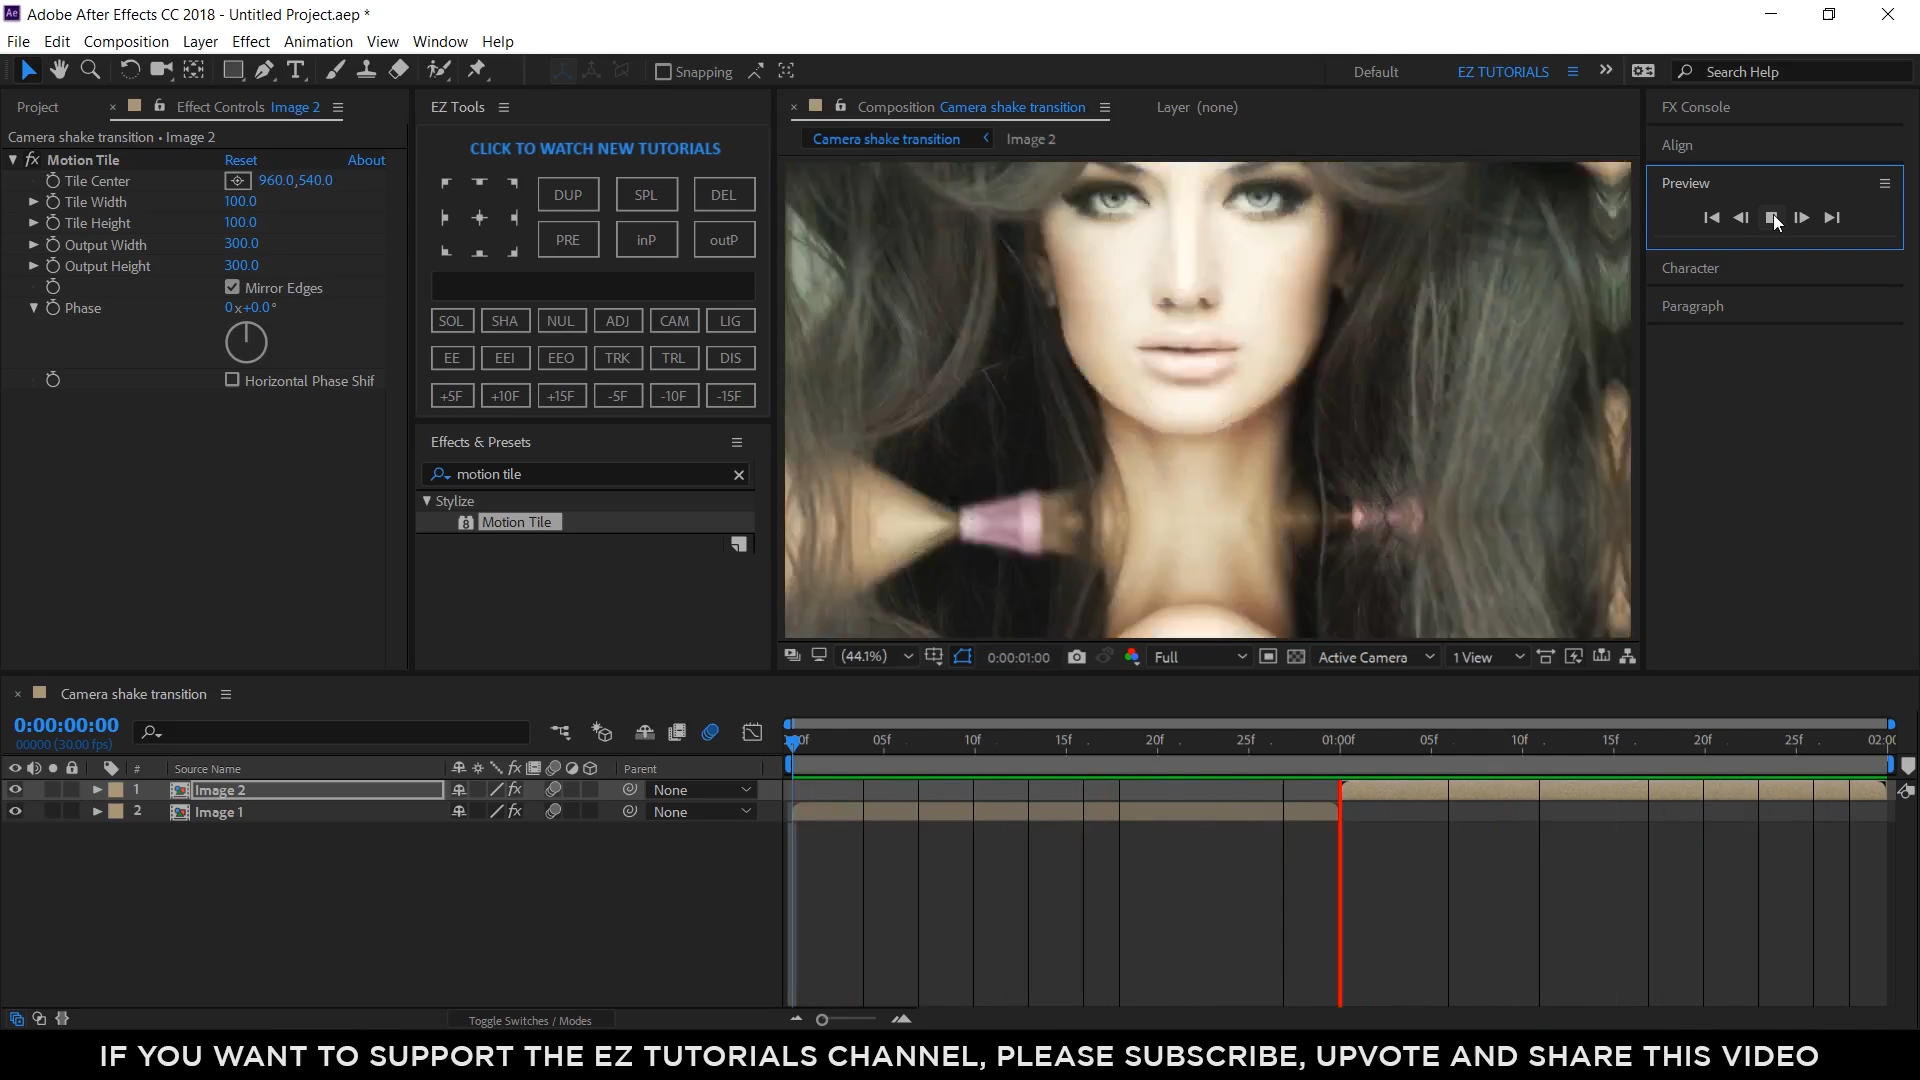 Adobe After Effects CC 2018 - Untitled Project.aep *
File Edit Composition Layer Effect Animation View Window Help
Snapping Default EZ TUTORIALS Search Help
Project Effect Controls Image 2
Camera shake transition • Image 2
fx Motion Tile Reset About
Tile Center 960.0,540.0
Tile Width 100.0
Tile Height 100.0
Output Width 300.0
Output Height 300.0
Mirror Edges
Phase 0x+0.0°
Horizontal Phase Shif
EZ Tools
CLICK TO WATCH NEW TUTORIALS
DUP SPL DEL
PRE inP outP
SOL SHA NUL ADJ CAM LIG
EE EEI EEO TRK TRL DIS
+5F +10F +15F -5F -10F -15F
Effects & Presets
motion tile
Stylize
Motion Tile
Composition Camera shake transition Layer (none)
Camera shake transition Image 2
(44.1%) 0:00:01:00 Full Active Camera 1 View
FX Console
Align
Preview
Character
Paragraph
Camera shake transition
0:00:00:00
00000 (30.00 fps)
05f 10f 15f 20f 25f 01:00f 05f 10f 15f 20f 25f 02:00
# Source Name Parent
1 Image 2 None
2 Image 1 None
Toggle Switches / Modes
IF YOU WANT TO SUPPORT THE EZ TUTORIALS CHANNEL, PLEASE SUBSCRIBE, UPVOTE AND SHARE THIS VIDEO